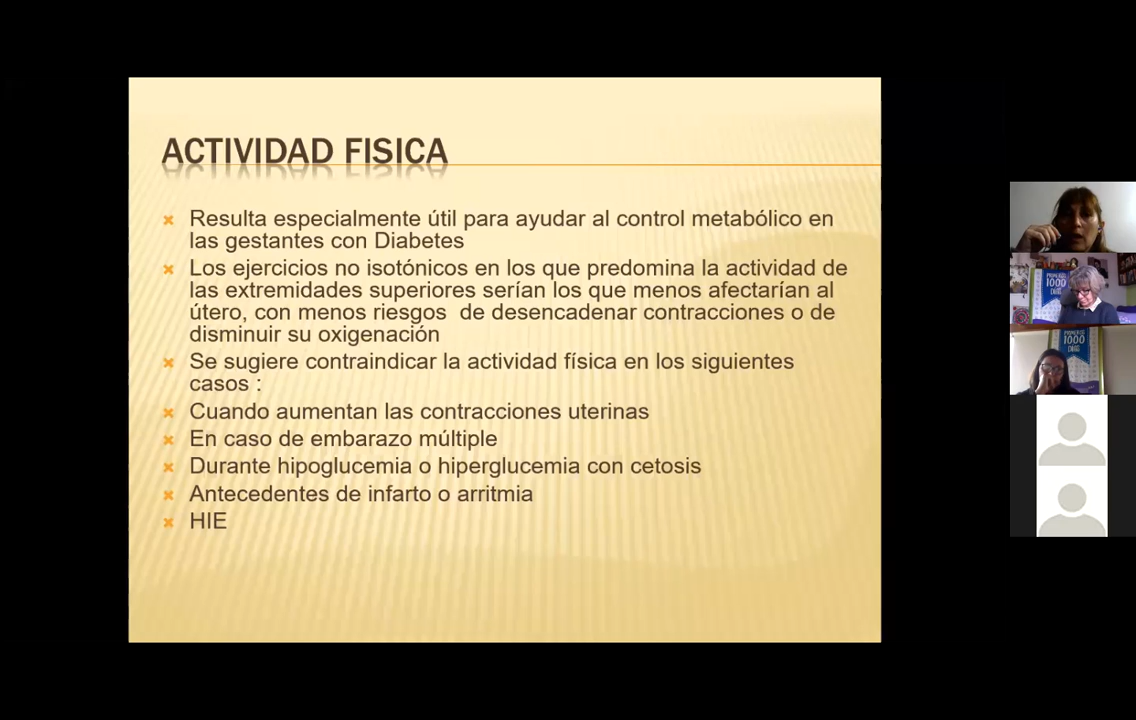 ACTIVIDAD FISICA
Resulta especialmente útil para ayudar al control metabólico en
las gestantes con Diabetes
Los ejercicios no isotónicos en los que predomina la actividad de
las extremidades superiores serían los que menos afectarían al
útero, con menos riesgos de desencadenar contracciones o de
disminuir su oxigenación
Se sugiere contraindicar la actividad física en los siguientes
casos :
Cuando aumentan las contracciones uterinas
En caso de embarazo múltiple
Durante hipoglucemia o hiperglucemia con cetosis
Antecedentes de infarto o arritmia
HIE
1000
1000